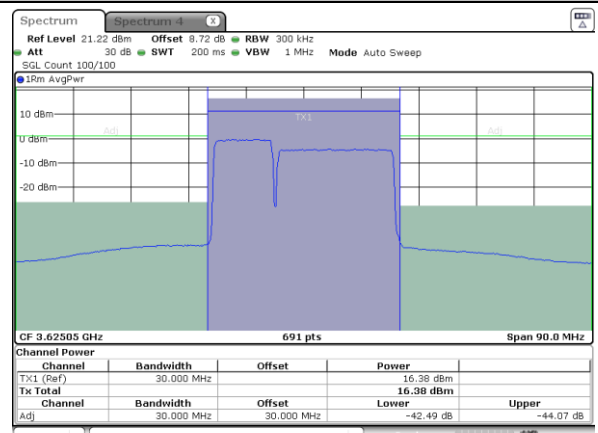 Spectrum Spectrum 4 X
Ref Level 21.22 dBm Offset 8.72 dB RBW 300 kHz
Att 30 dB SWT 200 ms VBW 1 MHz Mode Auto Sweep
SGL Count 100/100
1Rm AvgPwr
10 dBm
TX1
Adj Adj
0 dBm
-10 dBm
-20 dBm
CF 3.62505 GHz 691 pts Span 90.0 MHz
Channel Power
Channel Bandwidth Offset Power
TX1 (Ref) 30.000 MHz 16.38 dBm
Tx Total 16.38 dBm
Channel Bandwidth Offset Lower Upper
Adj 30.000 MHz 30.000 MHz -42.49 dB -44.07 dB